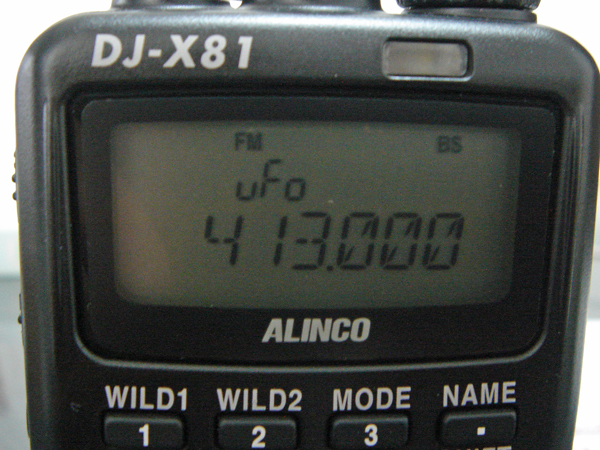 DJ-X81
FM BS
uFo
413.000
ALINCO
WILD1 WILD2 MODE NAME
1 2 3 .